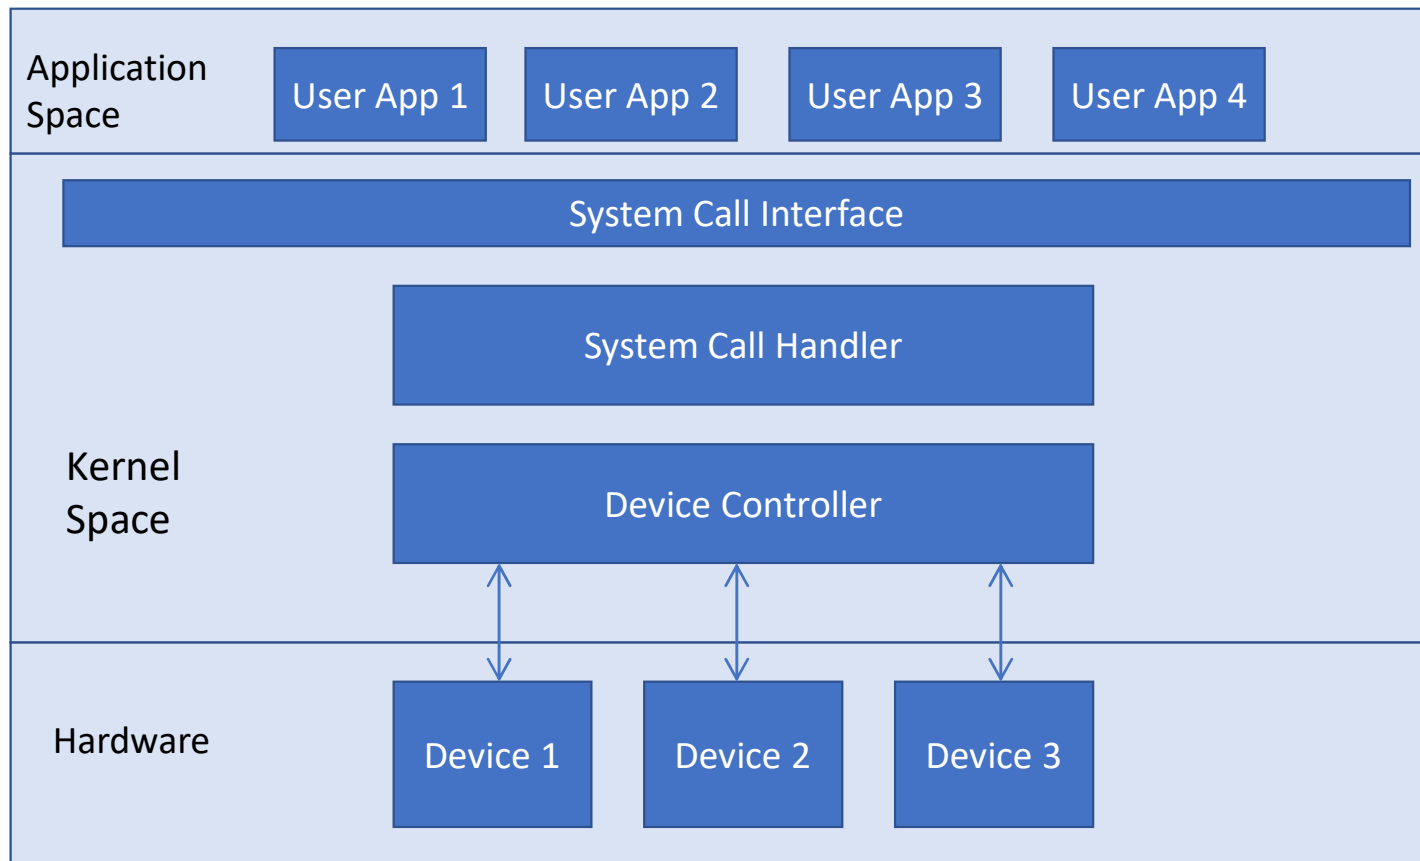 Application
Space
User App 1
User App 2
User App 3
User App 4
System Call Interface
System Call Handler
Kernel
Space
Device Controller
Hardware
Device 1
Device 2
Device 3